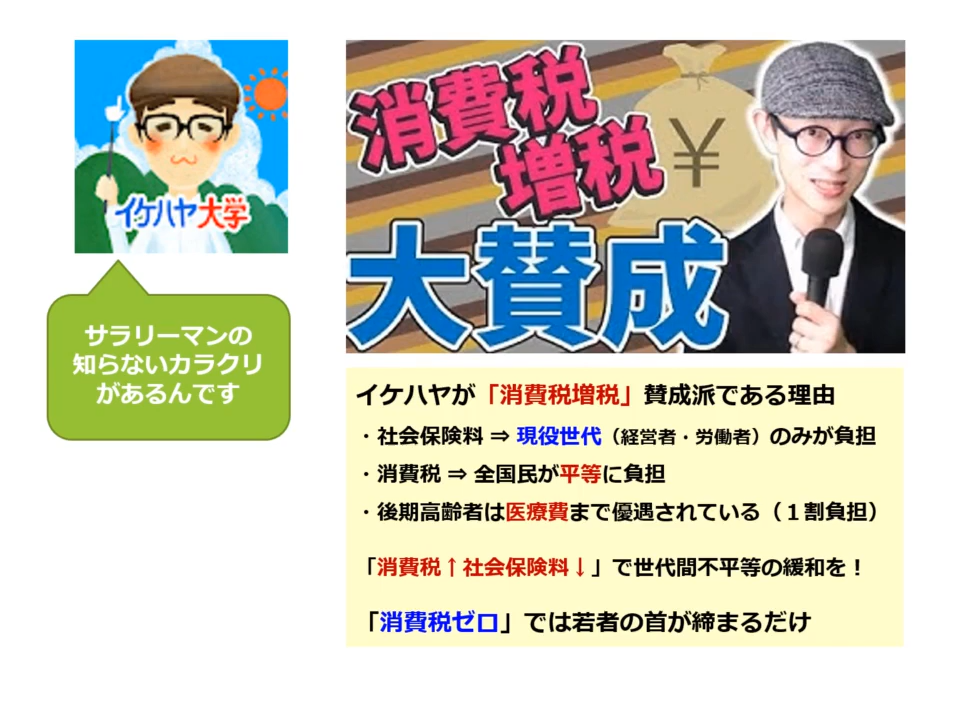 イケハヤ大学
消費税
増税
¥
大賛成
サラリーマンの
知らないカラクリ
があるんです
イケハヤが「消費税増税」賛成派である理由
・社会保険料 ⇒ 現役世代（経営者・労働者）のみが負担
・消費税 ⇒ 全国民が平等に負担
・後期高齢者は医療費まで優遇されている（１割負担）
「消費税↑社会保険料↓」で世代間不平等の緩和を！
「消費税ゼロ」では若者の首が締まるだけ